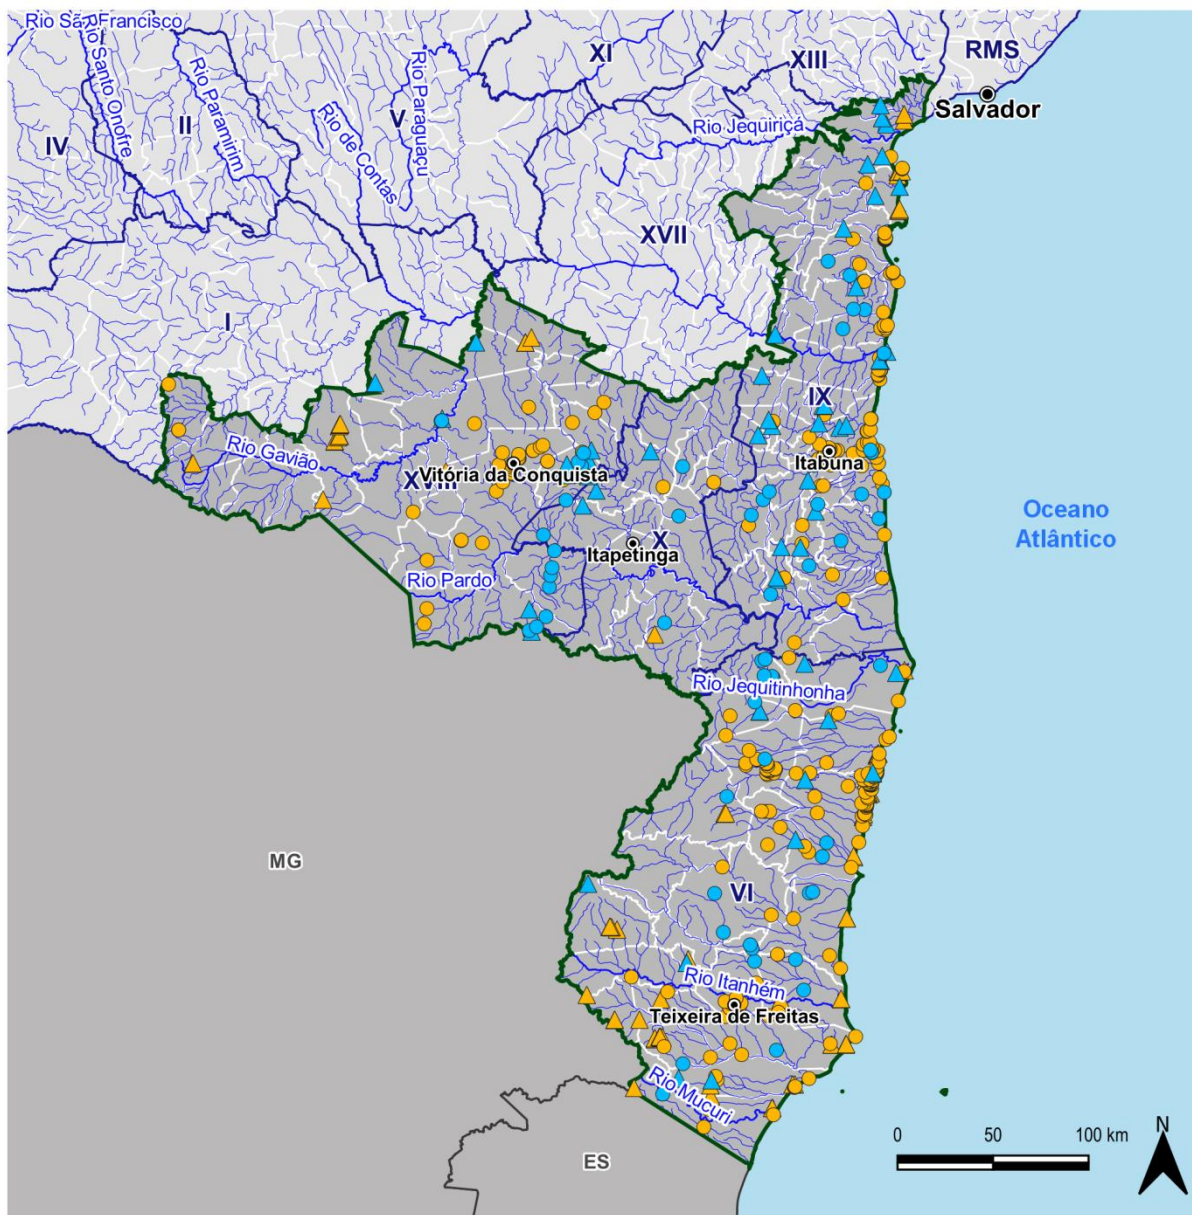 Rio São Francisco
Rio Santo Onofre
Rio Paramirim
Rio de Contas
Rio Paraguaçu
XI
XIII
RMS
IV
II
V
Salvador
Rio Jequiriçá
XVII
I
IX
Rio Gavião
Vitória da Conquista
XVIII
Itabuna
Oceano
Atlântico
X
Itapetinga
Rio Pardo
Rio Jequitinhonha
MG
VI
Rio Itanhém
Teixeira de Freitas
Rio Mucuri
ES
0
50
100 km
N